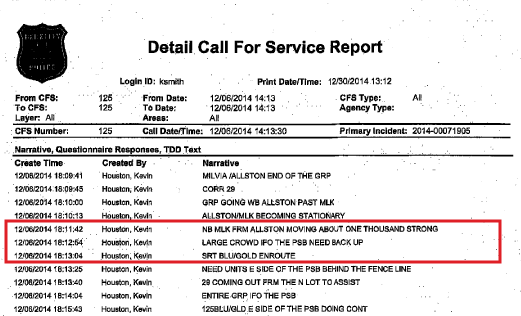 BERKELEY
POLICE
Detail Call For Service Report
Login ID: ksmith Print Date/Time: 12/30/2014 13:12
From CFS: 125 From Date: 12/06/2014 14:13 CFS Type: All
To CFS: 125 To Date: 12/06/2014 14:13 Agency Type:
Layer: All Areas: All
CFS Number: 125 Call Date/Time: 12/06/2014 14:13:30 Primary Incident: 2014-00071905
Narrative, Questionnaire Responses, TDD Text
Create Time Created By Narrative
12/06/2014 18:09:41 Houston, Kevin MILVIA /ALLSTON END OF THE GRP
12/06/2014 18:09:45 Houston, Kevin CORR 29
12/06/2014 18:10:00 Houston, Kevin GRP GOING WB ALLSTON PAST MLK
12/06/2014 18:10:13 Houston, Kevin ALLSTON/MLK BECOMING STATIONARY
12/06/2014 18:11:42 Houston, Kevin NB MLK FRM ALLSTON MOVING ABOUT ONE THOUSAND STRONG
12/06/2014 18:12:54 Houston, Kevin LARGE CROWD IFO THE PSB NEED BACK UP
12/06/2014 18:13:04 Houston, Kevin SRT BLU/GOLD ENROUTE
12/06/2014 18:13:25 Houston, Kevin NEED UNITS E SIDE OF THE PSB BEHIND THE FENCE LINE
12/06/2014 18:13:40 Houston, Kevin 29 COMING OUT FRM THE N LOT TO ASSIST
12/06/2014 18:14:04 Houston, Kevin ENTIRE GRP IFO THE PSB
12/06/2014 18:15:43 Houston, Kevin 125BLU/GLD E SIDE OF THE PSB DOING CONT